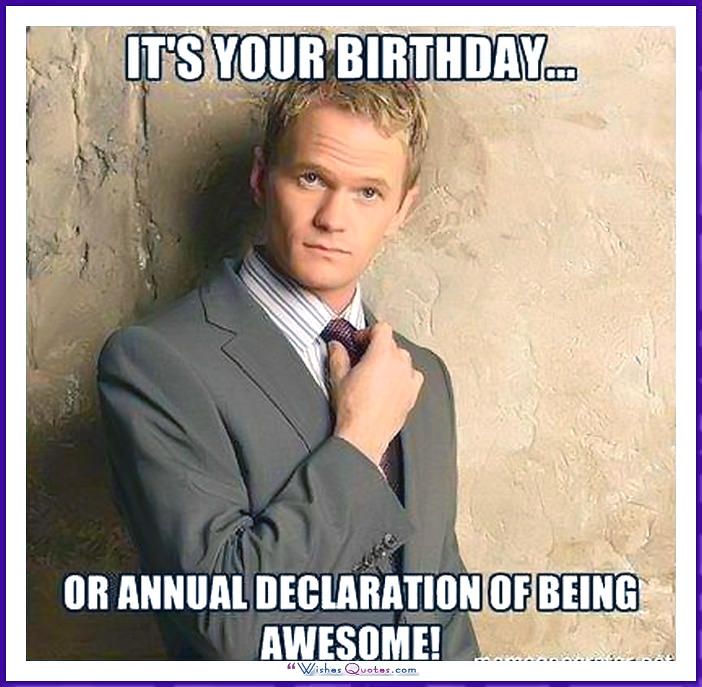 IT'S YOUR BIRTHDAY...
OR ANNUAL DECLARATION OF BEING
AWESOME!
“WishesQuotes.com